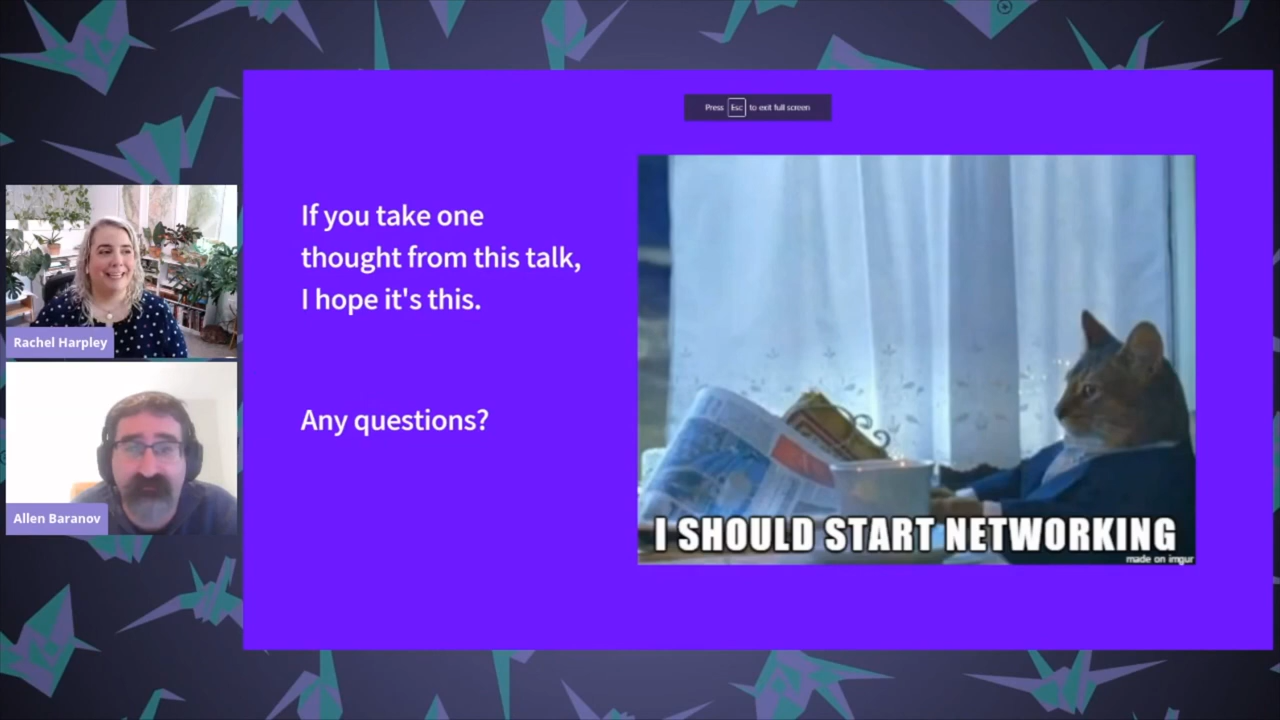 Press Esc to exit full screen
If you take one
thought from this talk,
I hope it's this.
Any questions?
I SHOULD START NETWORKING
made on imgur
Rachel Harpley
Allen Baranov